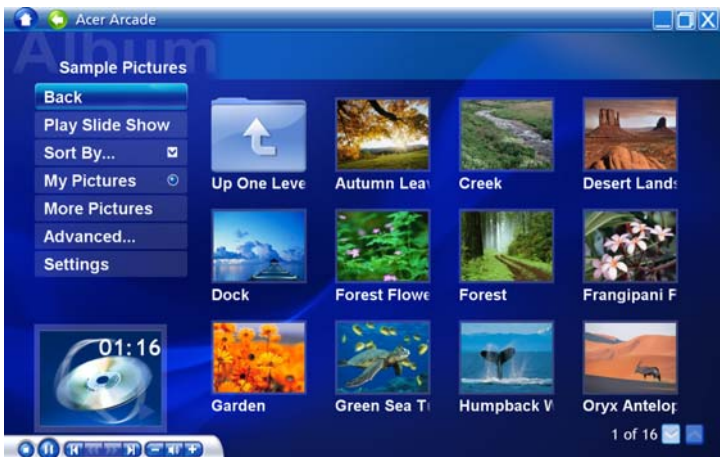 Acer Arcade
Album
Sample Pictures
Back
Play Slide Show
Sort By...
My Pictures
More Pictures
Advanced...
Settings
Up One Leve
Autumn Lea
Creek
Desert Lands
Dock
Forest Flowe
Forest
Frangipani F
Garden
Green Sea T
Humpback W
Oryx Antelop
01:16
1 of 16